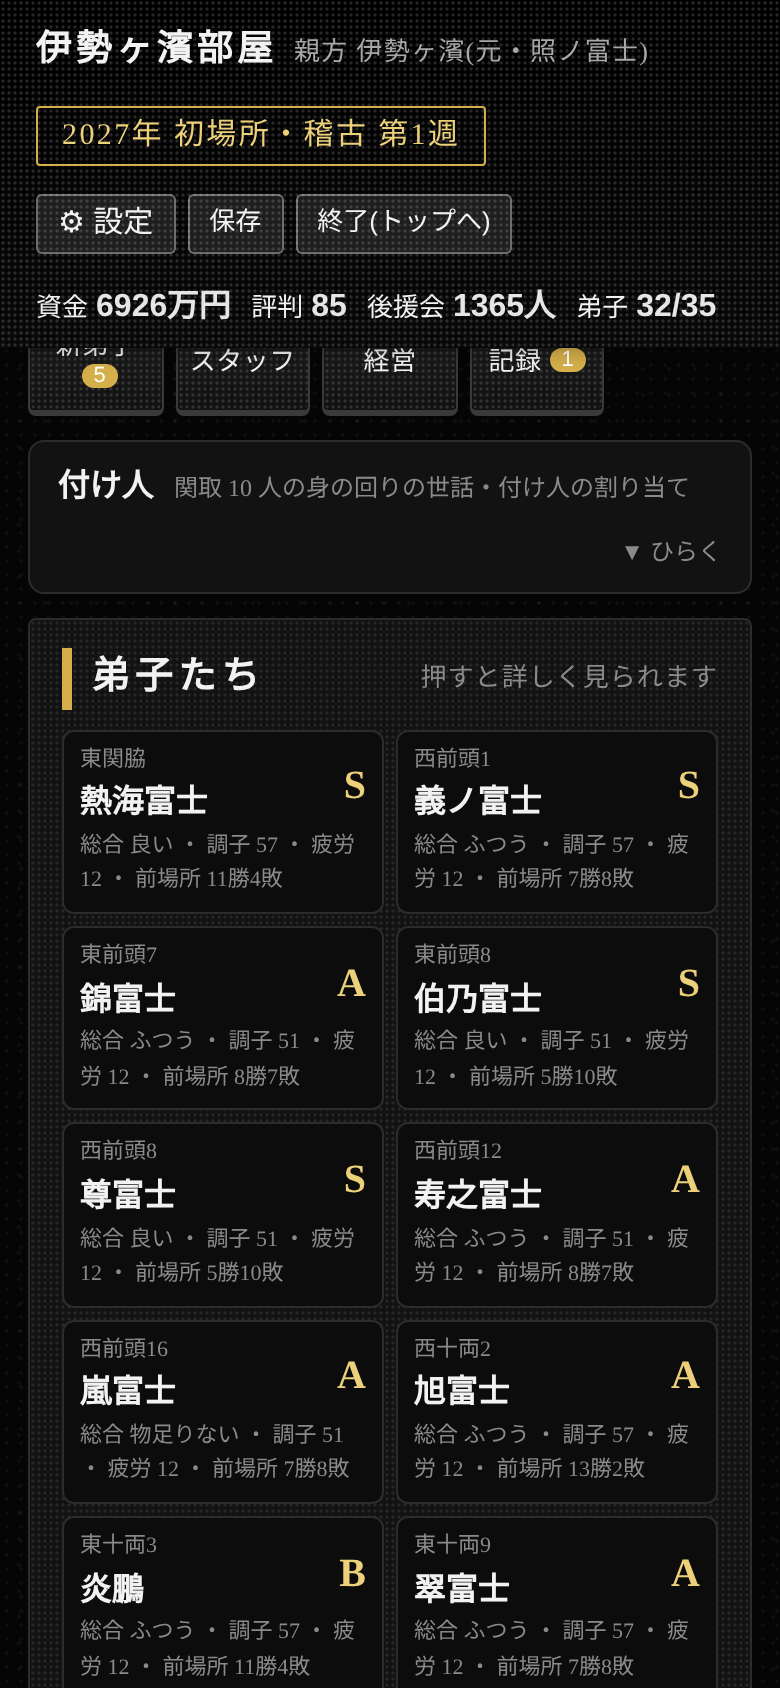 伊勢ヶ濱部屋 親方 伊勢ヶ濱(元・照ノ富士)
2027年 初場所・稽古 第1週
⚙ 設定 保存 終了(トップへ)
資金 6926万円 評判 85 後援会 1365人 弟子 32/35
スタッフ 経営 記録 1
5
付け人 関取 10 人の身の回りの世話・付け人の割り当て
▼ ひらく
弟子たち 押すと詳しく見られます
東関脇
熱海富士 S
総合 良い ・ 調子 57 ・ 疲労
12 ・ 前場所 11勝4敗
西前頭1
義ノ富士 S
総合 ふつう ・ 調子 57 ・ 疲
労 12 ・ 前場所 7勝8敗
東前頭7
錦富士 A
総合 ふつう ・ 調子 51 ・ 疲
労 12 ・ 前場所 8勝7敗
東前頭8
伯乃富士 S
総合 良い ・ 調子 51 ・ 疲労
12 ・ 前場所 5勝10敗
西前頭8
尊富士 S
総合 良い ・ 調子 51 ・ 疲労
12 ・ 前場所 5勝10敗
西前頭12
寿之富士 A
総合 ふつう ・ 調子 51 ・ 疲
労 12 ・ 前場所 8勝7敗
西前頭16
嵐富士 A
総合 物足りない ・ 調子 51
・ 疲労 12 ・ 前場所 7勝8敗
西十両2
旭富士 A
総合 ふつう ・ 調子 57 ・ 疲
労 12 ・ 前場所 13勝2敗
東十両3
炎鵬 B
総合 ふつう ・ 調子 57 ・ 疲
労 12 ・ 前場所 11勝4敗
東十両9
翠富士 A
総合 ふつう ・ 調子 57 ・ 疲
労 12 ・ 前場所 7勝8敗